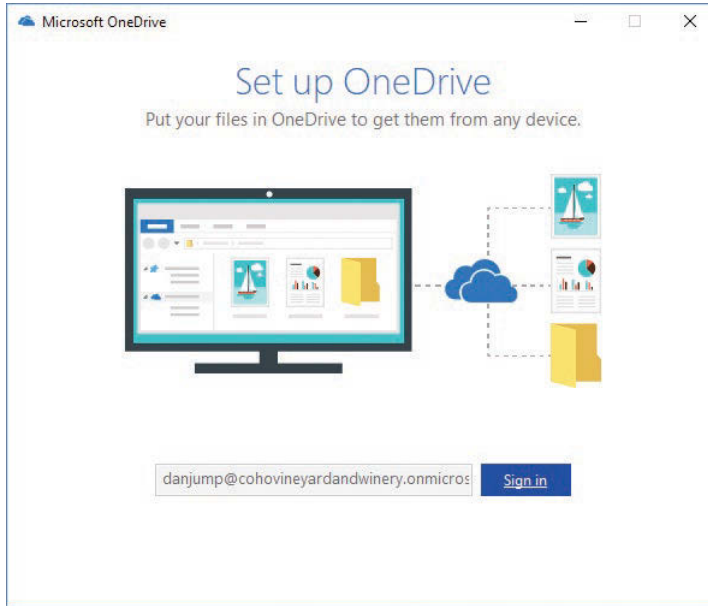 Microsoft OneDrive
Set up OneDrive
Put your files in OneDrive to get them from any device.
danjump@cohovineyardandwinery.onmicros
Sign in